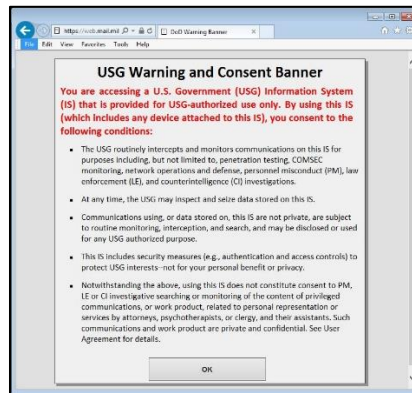 https://web.mail.mil
DoD Warning Banner
File Edit View Favorites Tools Help
USG Warning and Consent Banner
You are accessing a U.S. Government (USG) Information System
(IS) that is provided for USG-authorized use only. By using this IS
(which includes any device attached to this IS), you consent to the
following conditions:
• The USG routinely intercepts and monitors communications on this IS for
purposes including, but not limited to, penetration testing, COMSEC
monitoring, network operations and defense, personnel misconduct (PM), law
enforcement (LE), and counterintelligence (CI) investigations.
• At any time, the USG may inspect and seize data stored on this IS.
• Communications using, or data stored on, this IS are not private, are subject
to routine monitoring, interception, and search, and may be disclosed or used
for any USG authorized purpose.
• This IS includes security measures (e.g., authentication and access controls) to
protect USG interests--not for your personal benefit or privacy.
• Notwithstanding the above, using this IS does not constitute consent to PM,
LE or CI investigative searching or monitoring of the content of privileged
communications, or work product, related to personal representation or
services by attorneys, psychotherapists, or clergy, and their assistants. Such
communications and work product are private and confidential. See User
Agreement for details.
OK